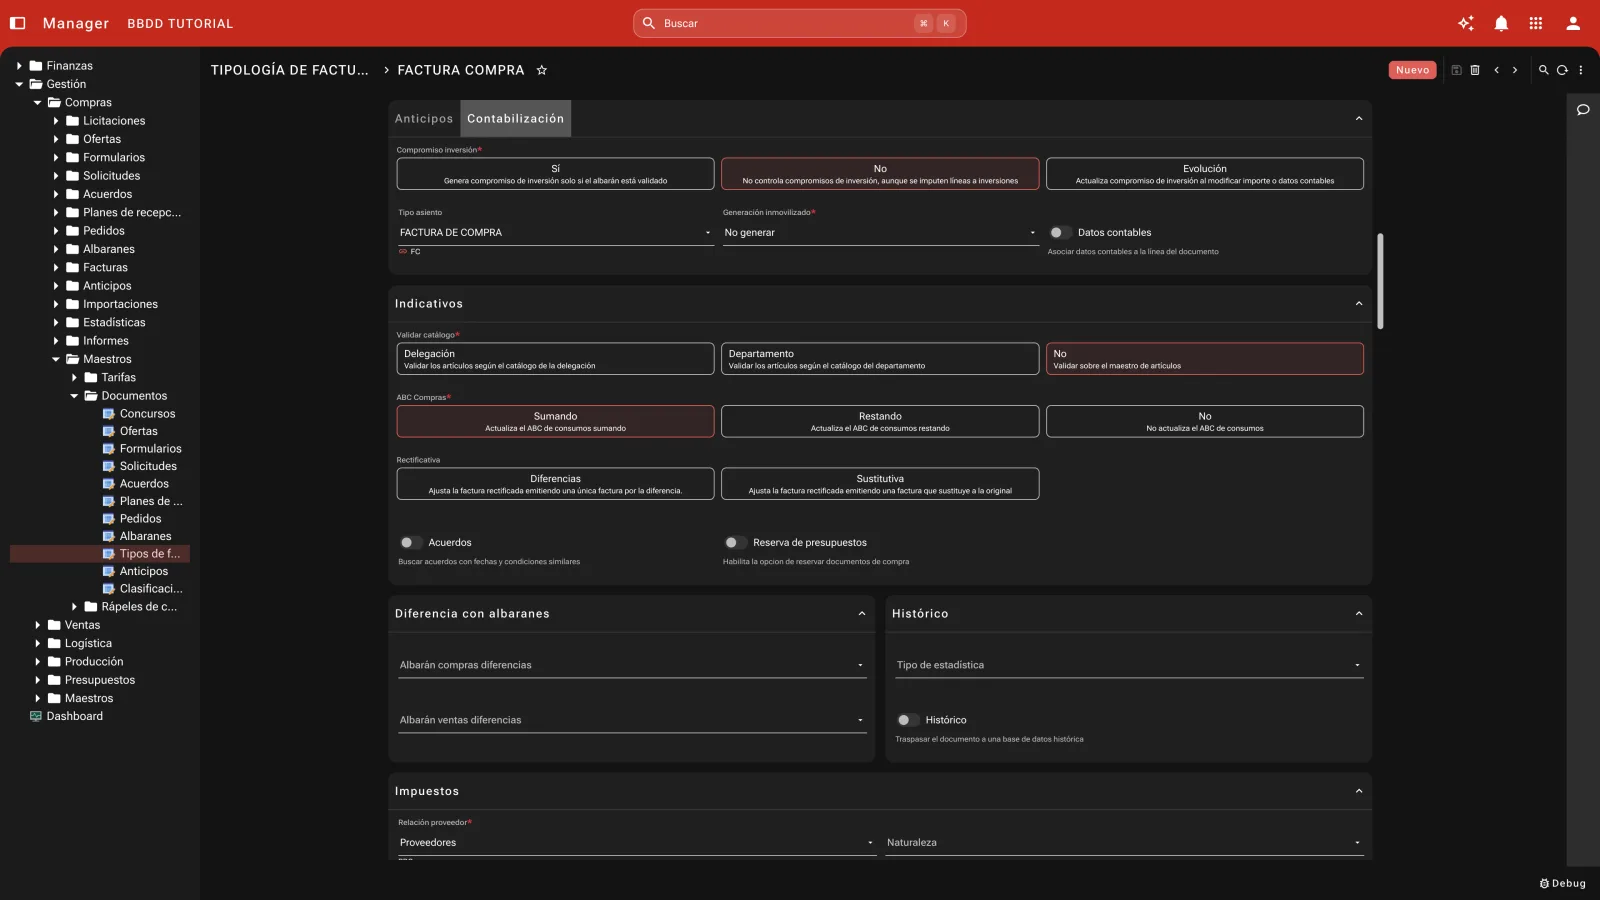 Manager BBDD TUTORIAL
Buscar ⌘ K
Finanzas
Gestión
Compras
Licitaciones
Ofertas
Formularios
Solicitudes
Acuerdos
Planes de recepc...
Pedidos
Albaranes
Facturas
Anticipos
Importaciones
Estadísticas
Informes
Maestros
Tarifas
Documentos
Concursos
Ofertas
Formularios
Solicitudes
Acuerdos
Planes de ...
Pedidos
Albaranes
Tipos de f...
Anticipos
Clasificaci...
Rápeles de c...
Ventas
Logística
Producción
Presupuestos
Maestros
Dashboard
TIPOLOGÍA DE FACTU... > FACTURA COMPRA
Nuevo
Anticipos Contabilización
Compromiso inversión*
Sí
Genera compromiso de inversión solo si el albarán está validado
No
No controla compromisos de inversión, aunque se imputen líneas a inversiones
Evolución
Actualiza compromiso de inversión al modificar importe o datos contables
Tipo asiento
FACTURA DE COMPRA
FC
Generación inmovilizado*
No generar
Datos contables
Asociar datos contables a la línea del documento
Indicativos
Validar catálogo*
Delegación
Validar los artículos según el catálogo de la delegación
Departamento
Validar los artículos según el catálogo del departamento
No
Validar sobre el maestro de artículos
ABC Compras*
Sumando
Actualiza el ABC de consumos sumando
Restando
Actualiza el ABC de consumos restando
No
No actualiza el ABC de consumos
Rectificativa
Diferencias
Ajusta la factura rectificada emitiendo una única factura por la diferencia.
Sustitutiva
Ajusta la factura rectificada emitiendo una factura que sustituye a la original
Acuerdos
Buscar acuerdos con fechas y condiciones similares
Reserva de presupuestos
Habilita la opcion de reservar documentos de compra
Diferencia con albaranes
Albarán compras diferencias
Albarán ventas diferencias
Histórico
Tipo de estadística
Histórico
Traspasar el documento a una base de datos histórica
Impuestos
Relación proveedor*
Proveedores
Naturaleza
Debug